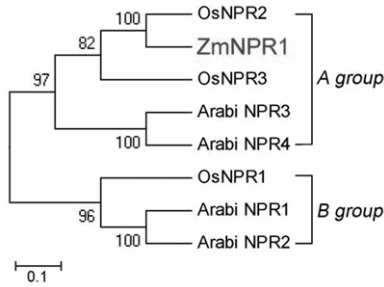 100 OsNPR2
ZmNPR1
82
OsNPR3
97
A group
Arabi NPR3
100 Arabi NPR4
OsNPR1
96
Arabi NPR1
B group
100 Arabi NPR2
0.1